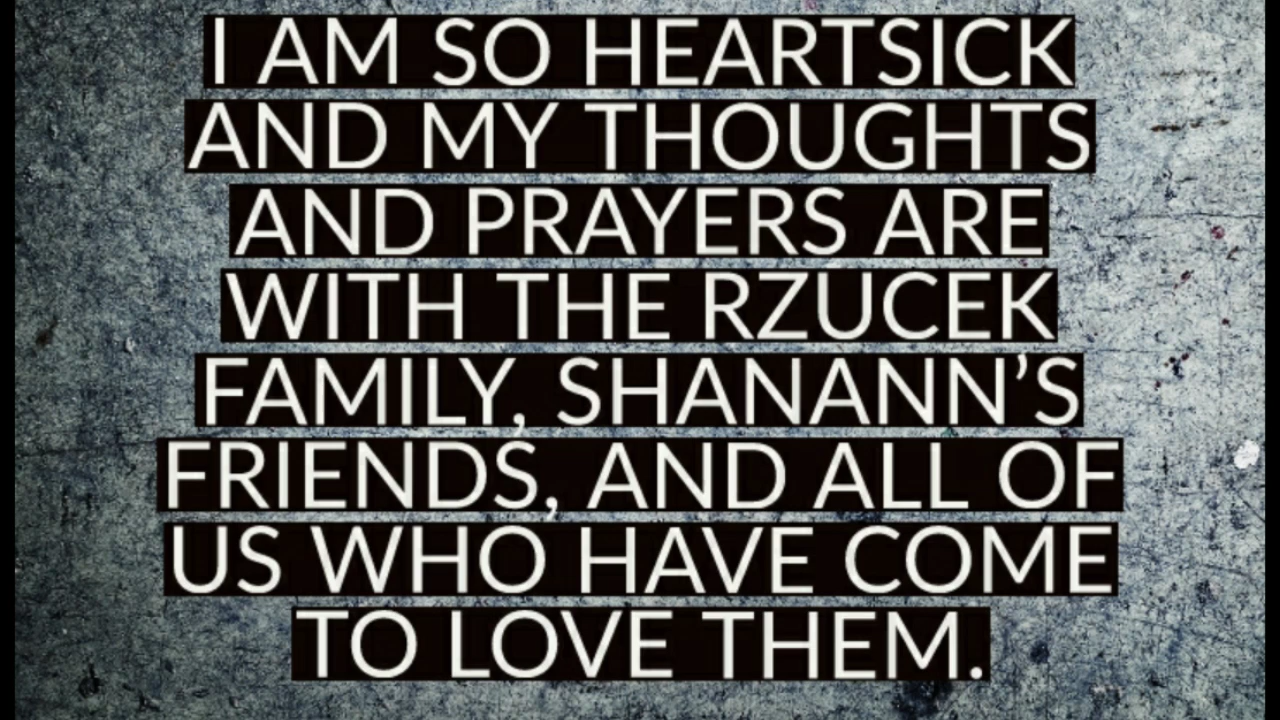 I AM SO HEARTSICK
AND MY THOUGHTS
AND PRAYERS ARE
WITH THE RZUCEK
FAMILY, SHANANN’S
FRIENDS, AND ALL OF
US WHO HAVE COME
TO LOVE THEM.